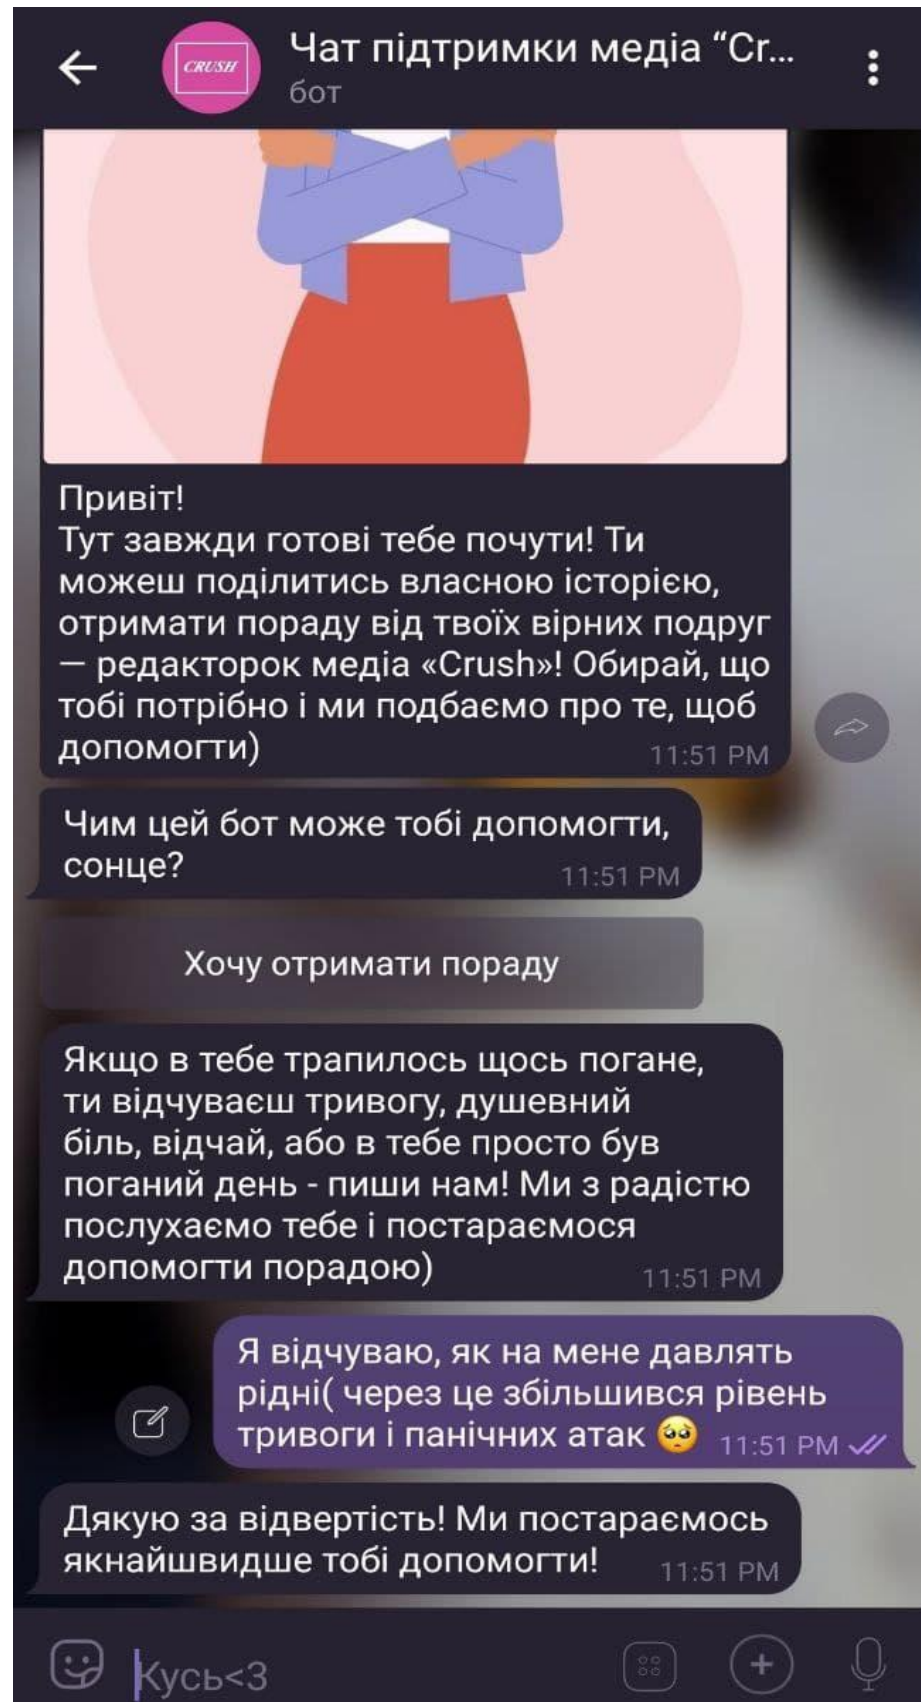 Чат підтримки медіа “Cr...
CRUSH
бот
Привіт!
Тут завжди готові тебе почути! Ти
можеш поділитись власною історією,
отримати пораду від твоїх вірних подруг
— редакторок медіа «Crush»! Обирай, що
тобі потрібно і ми подбаємо про те, щоб
допомогти)
11:51 PM
Чим цей бот може тобі допомогти,
сонце?
11:51 PM
Хочу отримати пораду
Якщо в тебе трапилось щось погане,
ти відчуваєш тривогу, душевний
біль, відчай, або в тебе просто був
поганий день - пиши нам! Ми з радістю
послухаємо тебе і постараємося
допомогти порадою)
11:51 PM
Я відчуваю, як на мене давлять
рідні( через це збільшився рівень
тривоги і панічних атак 🥺
11:51 PM
Дякую за відвертість! Ми постараємось
якнайшвидше тобі допомогти!
11:51 PM
Кусь<3